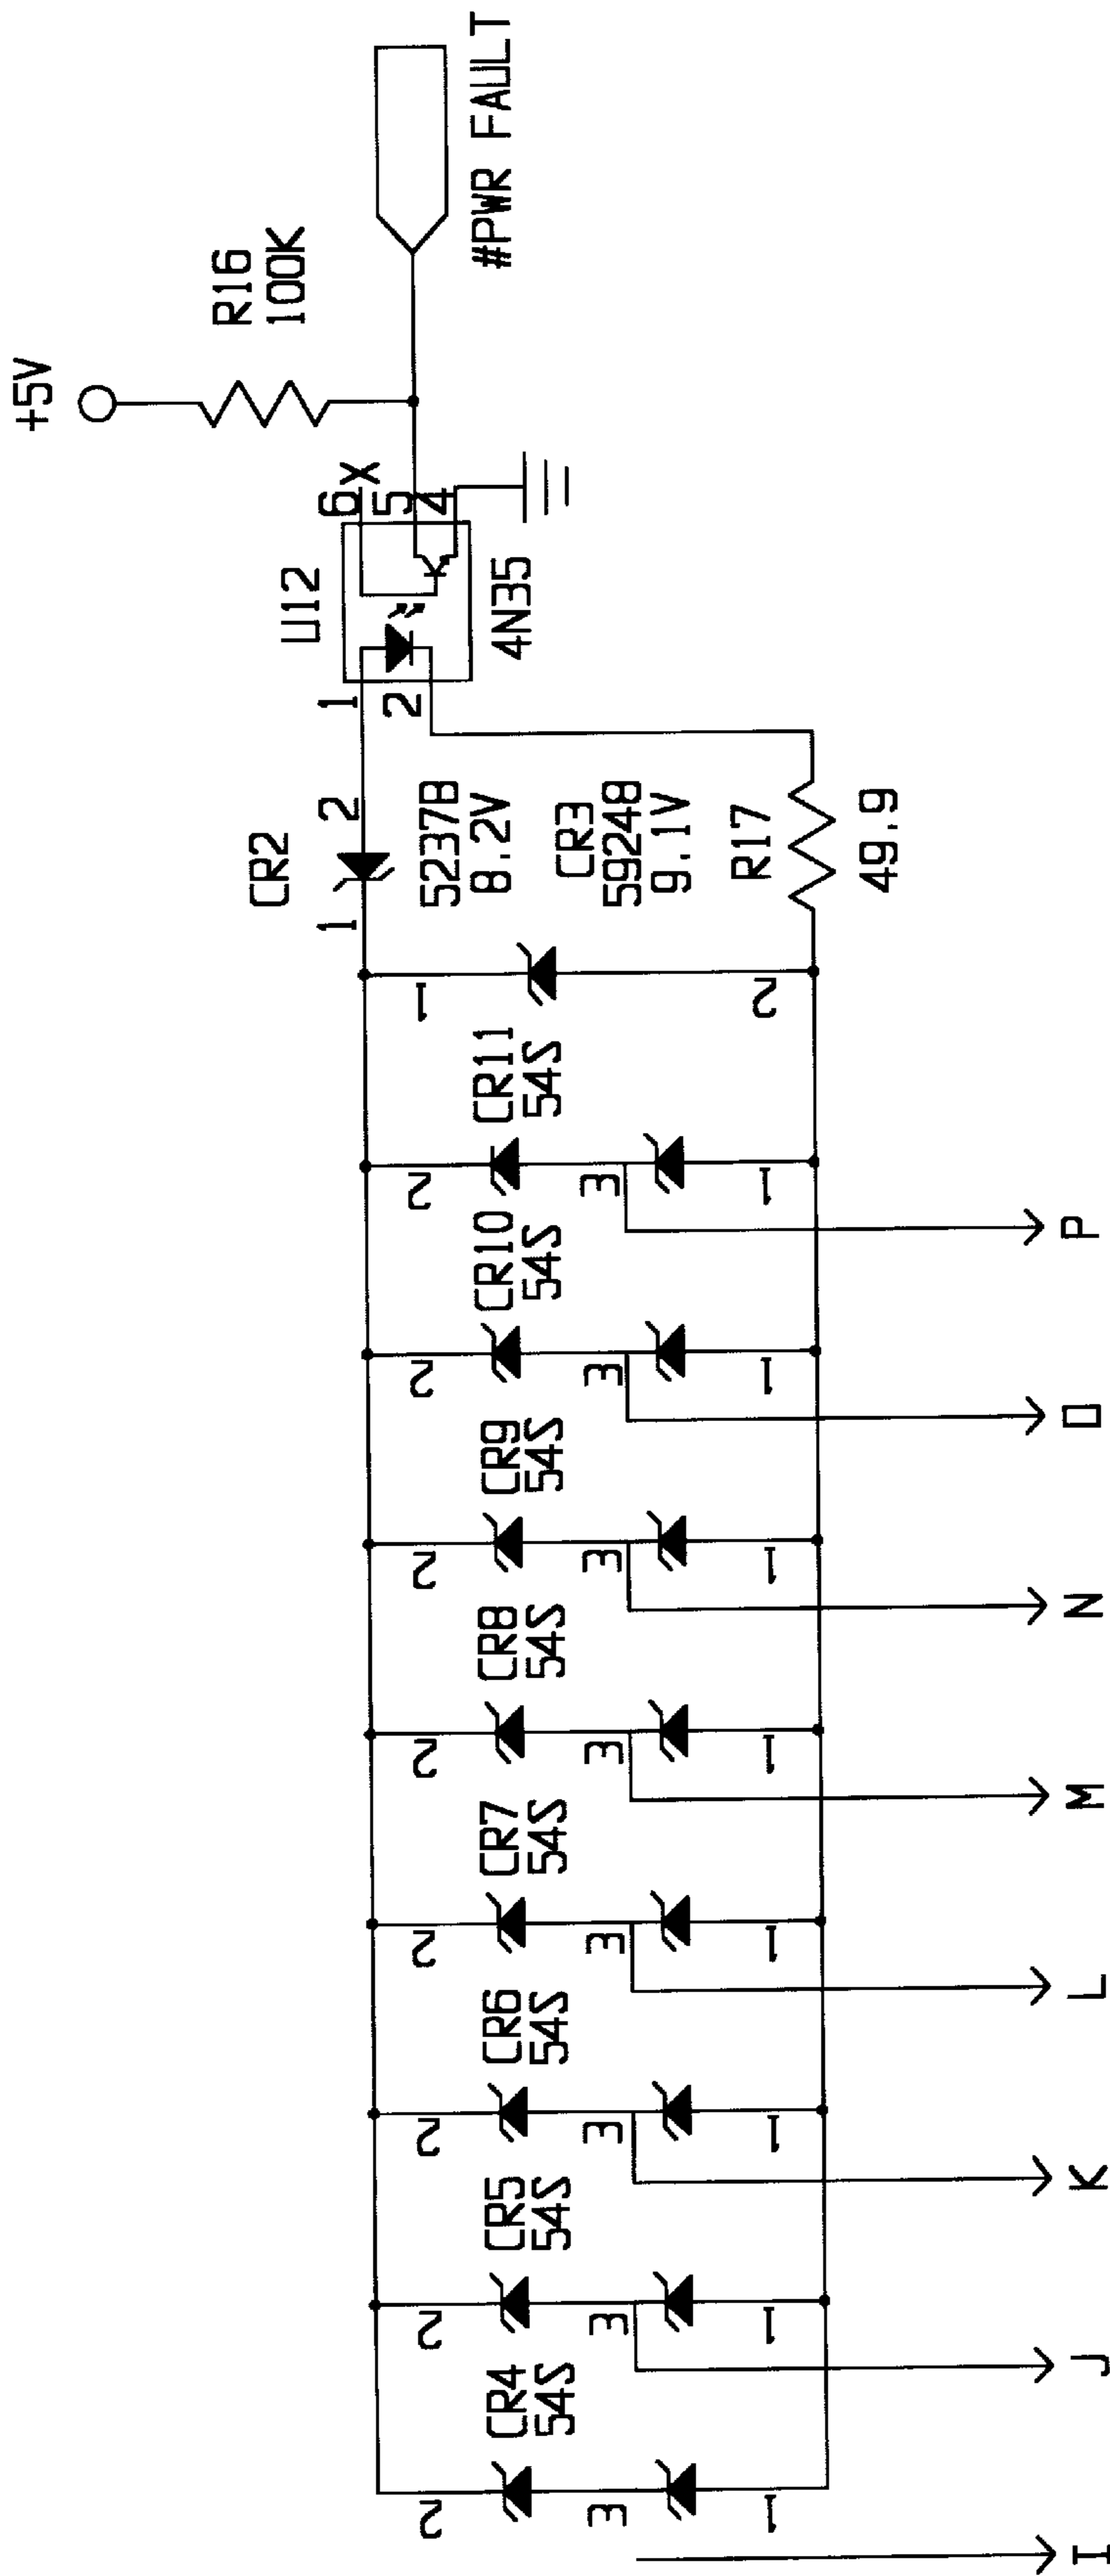 +5V
R16
100K
#PWR FAULT
U12
6
X
5
4
4N35
1
2
CR2
1
2
5237B
8.2V
CR3
59248
9.1V
R17
49.9
1
2
CR11
54S
2
3
1
P
CR10
54S
2
3
1
O
CR9
54S
2
3
1
N
CR8
54S
2
3
1
M
CR7
54S
2
3
1
L
CR6
54S
2
3
1
K
CR5
54S
2
3
1
J
CR4
54S
2
3
1
I